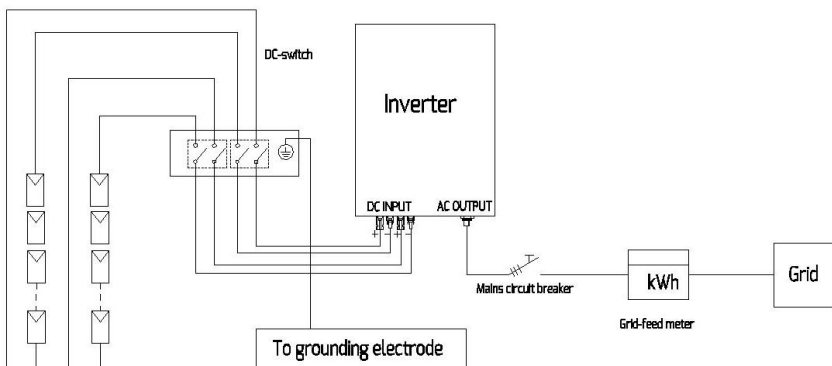 DC-switch
Inverter
DC INPUT AC OUTPUT
+ - + -
Mains circuit breaker
kWh
Grid
Grid-feed meter
To grounding electrode